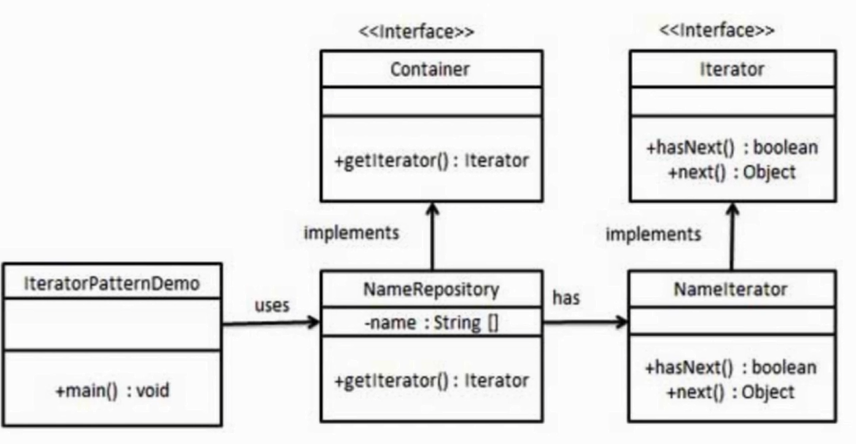 <<Interface>>
Container
+getIterator() : Iterator
<<Interface>>
Iterator
+hasNext() : boolean
+next() : Object
implements
implements
IteratorPatternDemo
+main() : void
uses
NameRepository
-name : String []
+getIterator() : Iterator
has
NameIterator
+hasNext() : boolean
+next() : Object